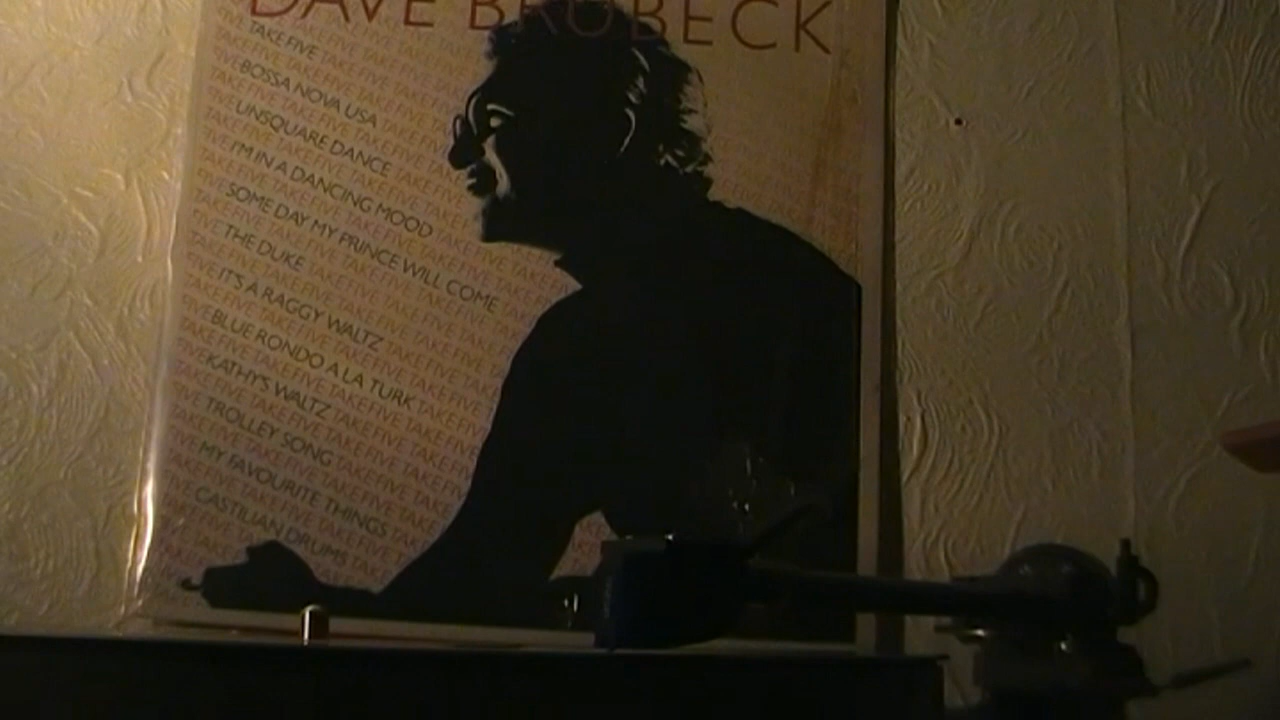 DAVE BRUBECK
TAKE FIVE
BOSSA NOVA USA
UNSQUARE DANCE
I'M IN A DANCING MOOD
SOME DAY MY PRINCE WILL COME
THE DUKE
IT'S A RAGGY WALTZ
BLUE RONDO A LA TURK
KATHY'S WALTZ
TROLLEY SONG
MY FAVOURITE THINGS
CASTILIAN DRUMS